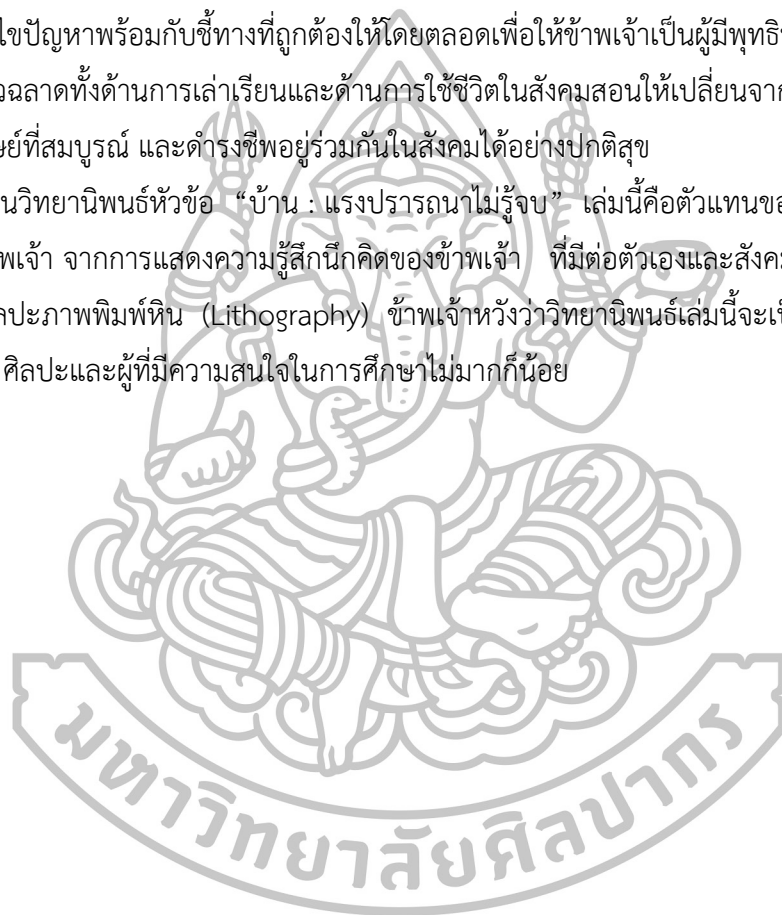 ไขปัญหาพร้อมกับชี้ทางที่ถูกต้องให้โดยตลอดเพื่อให้ข้าพเจ้าเป็นผู้มีพุทธิ
วฉลาดทั้งด้านการเล่าเรียนและด้านการใช้ชีวิตในสังคมสอนให้เปลี่ยนจาก
ษย์ที่สมบูรณ์ และดำรงชีพอยู่ร่วมกันในสังคมได้อย่างปกติสุข
นวิทยานิพนธ์หัวข้อ “บ้าน : แรงปรารถนาไม่รู้จบ” เล่มนี้คือตัวแทนขอ
พเจ้า จากการแสดงความรู้สึกนึกคิดของข้าพเจ้า ที่มีต่อตัวเองและสังคม
ลปะภาพพิมพ์หิน (Lithography) ข้าพเจ้าหวังว่าวิทยานิพนธ์เล่มนี้จะเป
ศิลปะและผู้ที่มีความสนใจในการศึกษาไม่มากก็น้อย
มหาวิทยาลัยศิลปากร